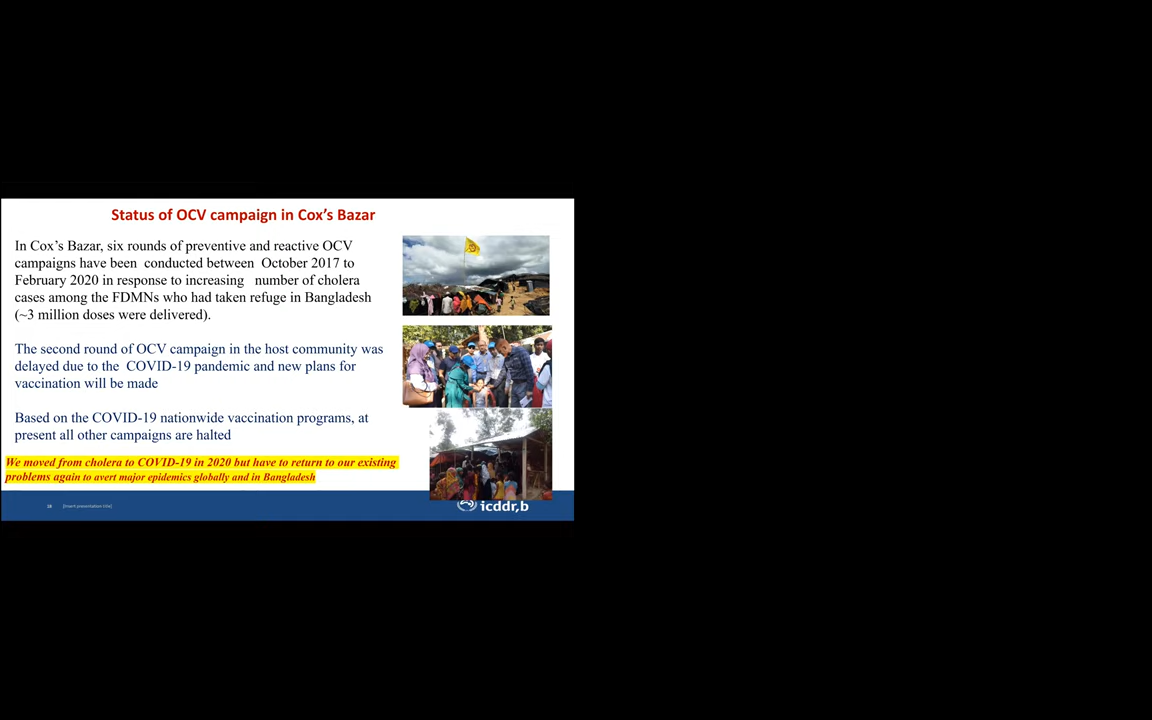 Status of OCV campaign in Cox's Bazar
In Cox's Bazar, six rounds of preventive and reactive OCV
campaigns have been conducted between October 2017 to
February 2020 in response to increasing number of cholera
cases among the FDMNs who had taken refuge in Bangladesh
(~3 million doses were delivered).
The second round of OCV campaign in the host community was
delayed due to the COVID-19 pandemic and new plans for
vaccination will be made
Based on the COVID-19 nationwide vaccination programs, at
present all other campaigns are halted
We moved from cholera to COVID-19 in 2020 but have to return to our existing
problems again to avert major epidemics globally and in Bangladesh
18 [Insert presentation title]
icddr,b